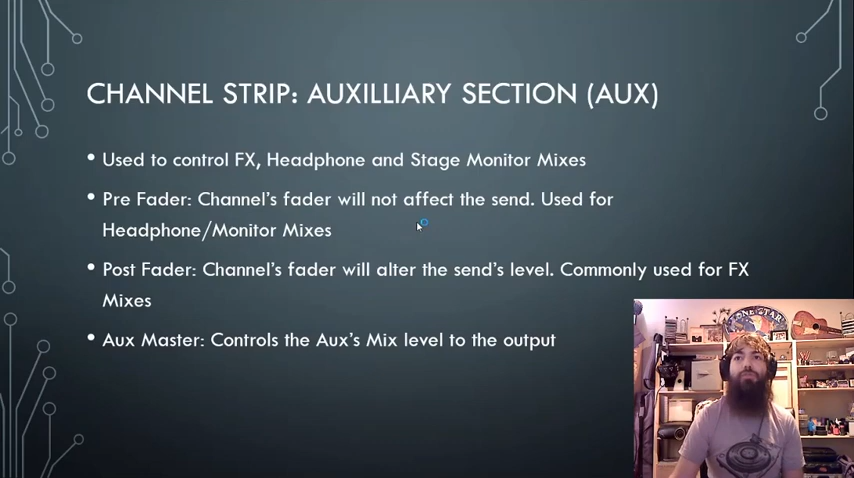 CHANNEL STRIP: AUXILLIARY SECTION (AUX)
• Used to control FX, Headphone and Stage Monitor Mixes
• Pre Fader: Channel's fader will not affect the send. Used for
Headphone/Monitor Mixes
• Post Fader: Channel's fader will alter the send's level. Commonly used for FX
Mixes
• Aux Master: Controls the Aux's Mix level to the output
LONE STAR